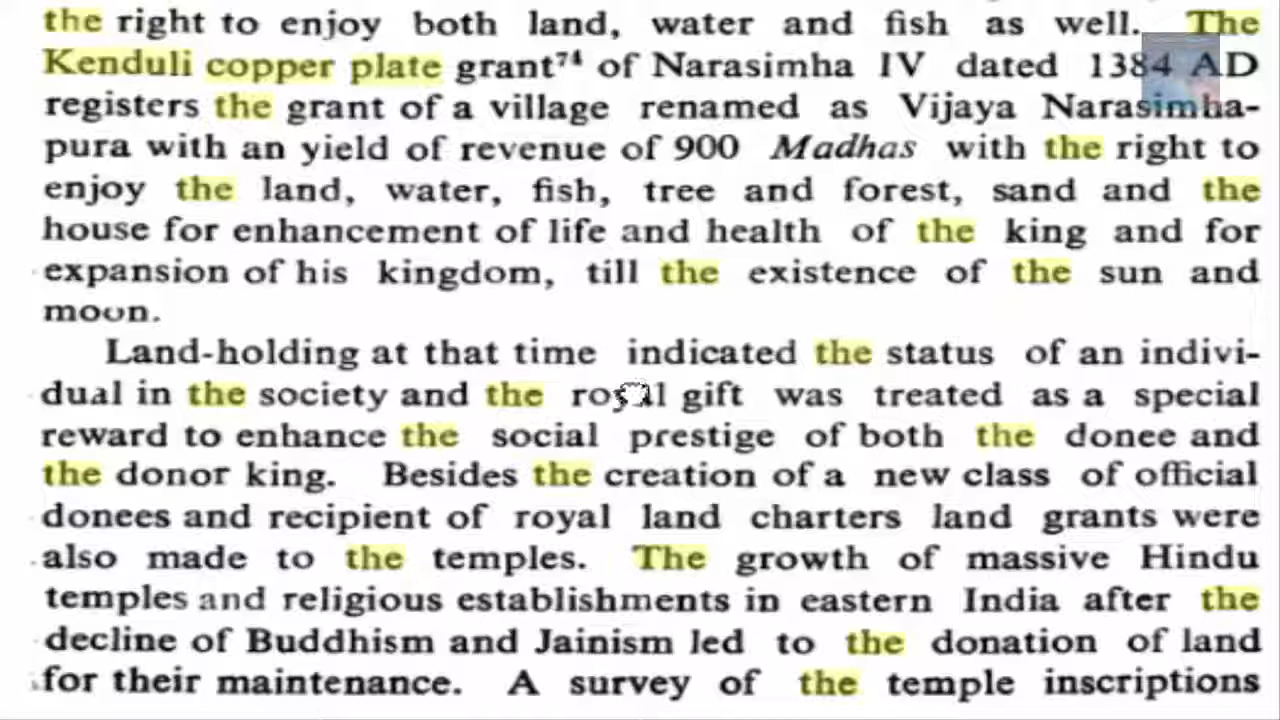 the right to enjoy both land, water and fish as well. The
Kenduli copper plate grant⁷⁴ of Narasimha IV dated 1384 AD
registers the grant of a village renamed as Vijaya Narasimha-
pura with an yield of revenue of 900 Madhas with the right to
enjoy the land, water, fish, tree and forest, sand and the
house for enhancement of life and health of the king and for
expansion of his kingdom, till the existence of the sun and
moon.
Land-holding at that time indicated the status of an indivi-
dual in the society and the royal gift was treated as a special
reward to enhance the social prestige of both the donee and
the donor king. Besides the creation of a new class of official
donees and recipient of royal land charters land grants were
also made to the temples. The growth of massive Hindu
temples and religious establishments in eastern India after the
decline of Buddhism and Jainism led to the donation of land
for their maintenance. A survey of the temple inscriptions